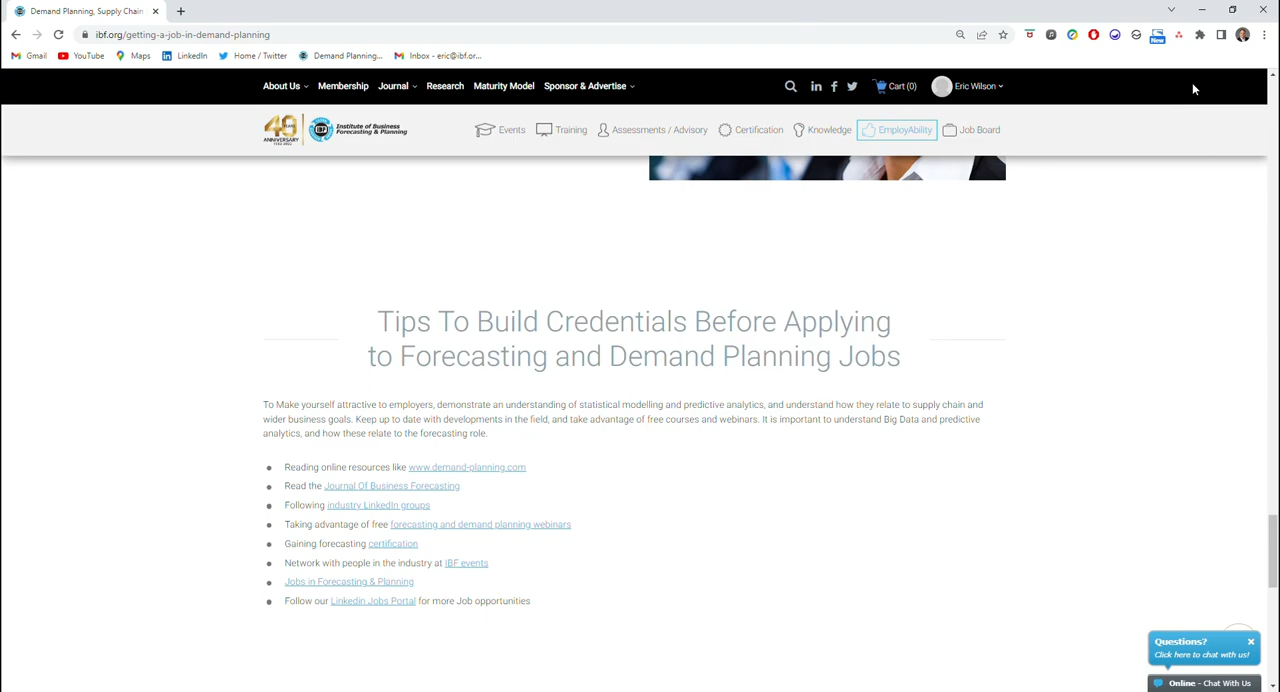 Demand Planning, Supply Chain
ibf.org/getting-a-job-in-demand-planning
New
Gmail YouTube Maps LinkedIn Home / Twitter Demand Planning... Inbox - eric@ibf.or...
About Us Membership Journal Research Maturity Model Sponsor & Advertise Cart (0) Eric Wilson
49 ANNIVERSARY IBF Institute of Business Forecasting & Planning
Events Training Assessments / Advisory Certification Knowledge EmployAbility Job Board
Tips To Build Credentials Before Applying
to Forecasting and Demand Planning Jobs
To Make yourself attractive to employers, demonstrate an understanding of statistical modelling and predictive analytics, and understand how they relate to supply chain and
wider business goals. Keep up to date with developments in the field, and take advantage of free courses and webinars. It is important to understand Big Data and predictive
analytics, and how these relate to the forecasting role.
Reading online resources like www.demand-planning.com
Read the Journal Of Business Forecasting
Following industry LinkedIn groups
Taking advantage of free forecasting and demand planning webinars
Gaining forecasting certification
Network with people in the industry at IBF events
Jobs in Forecasting & Planning
Follow our Linkedin Jobs Portal for more Job opportunities
Questions?
Click here to chat with us!
Online - Chat With Us